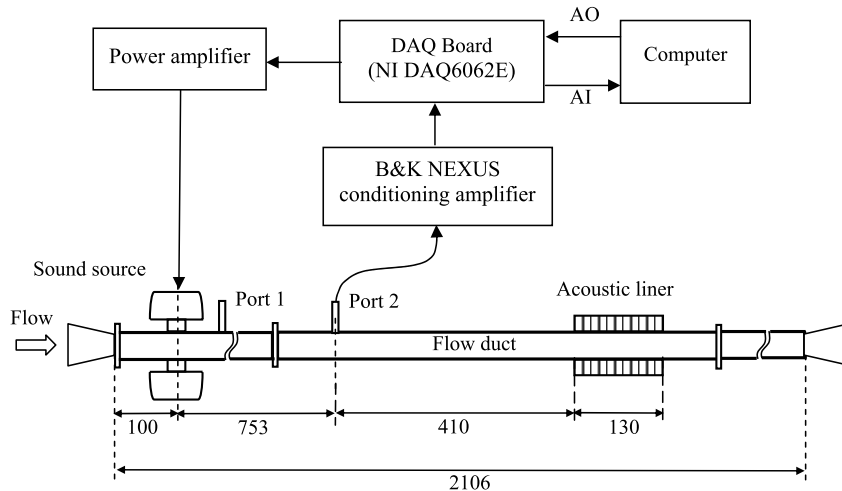 Power amplifier
DAQ Board
(NI DAQ6062E)
AO
AI
Computer
B&K NEXUS
conditioning amplifier
Sound source
Port 1
Port 2
Acoustic liner
Flow
Flow duct
100
753
410
130
2106